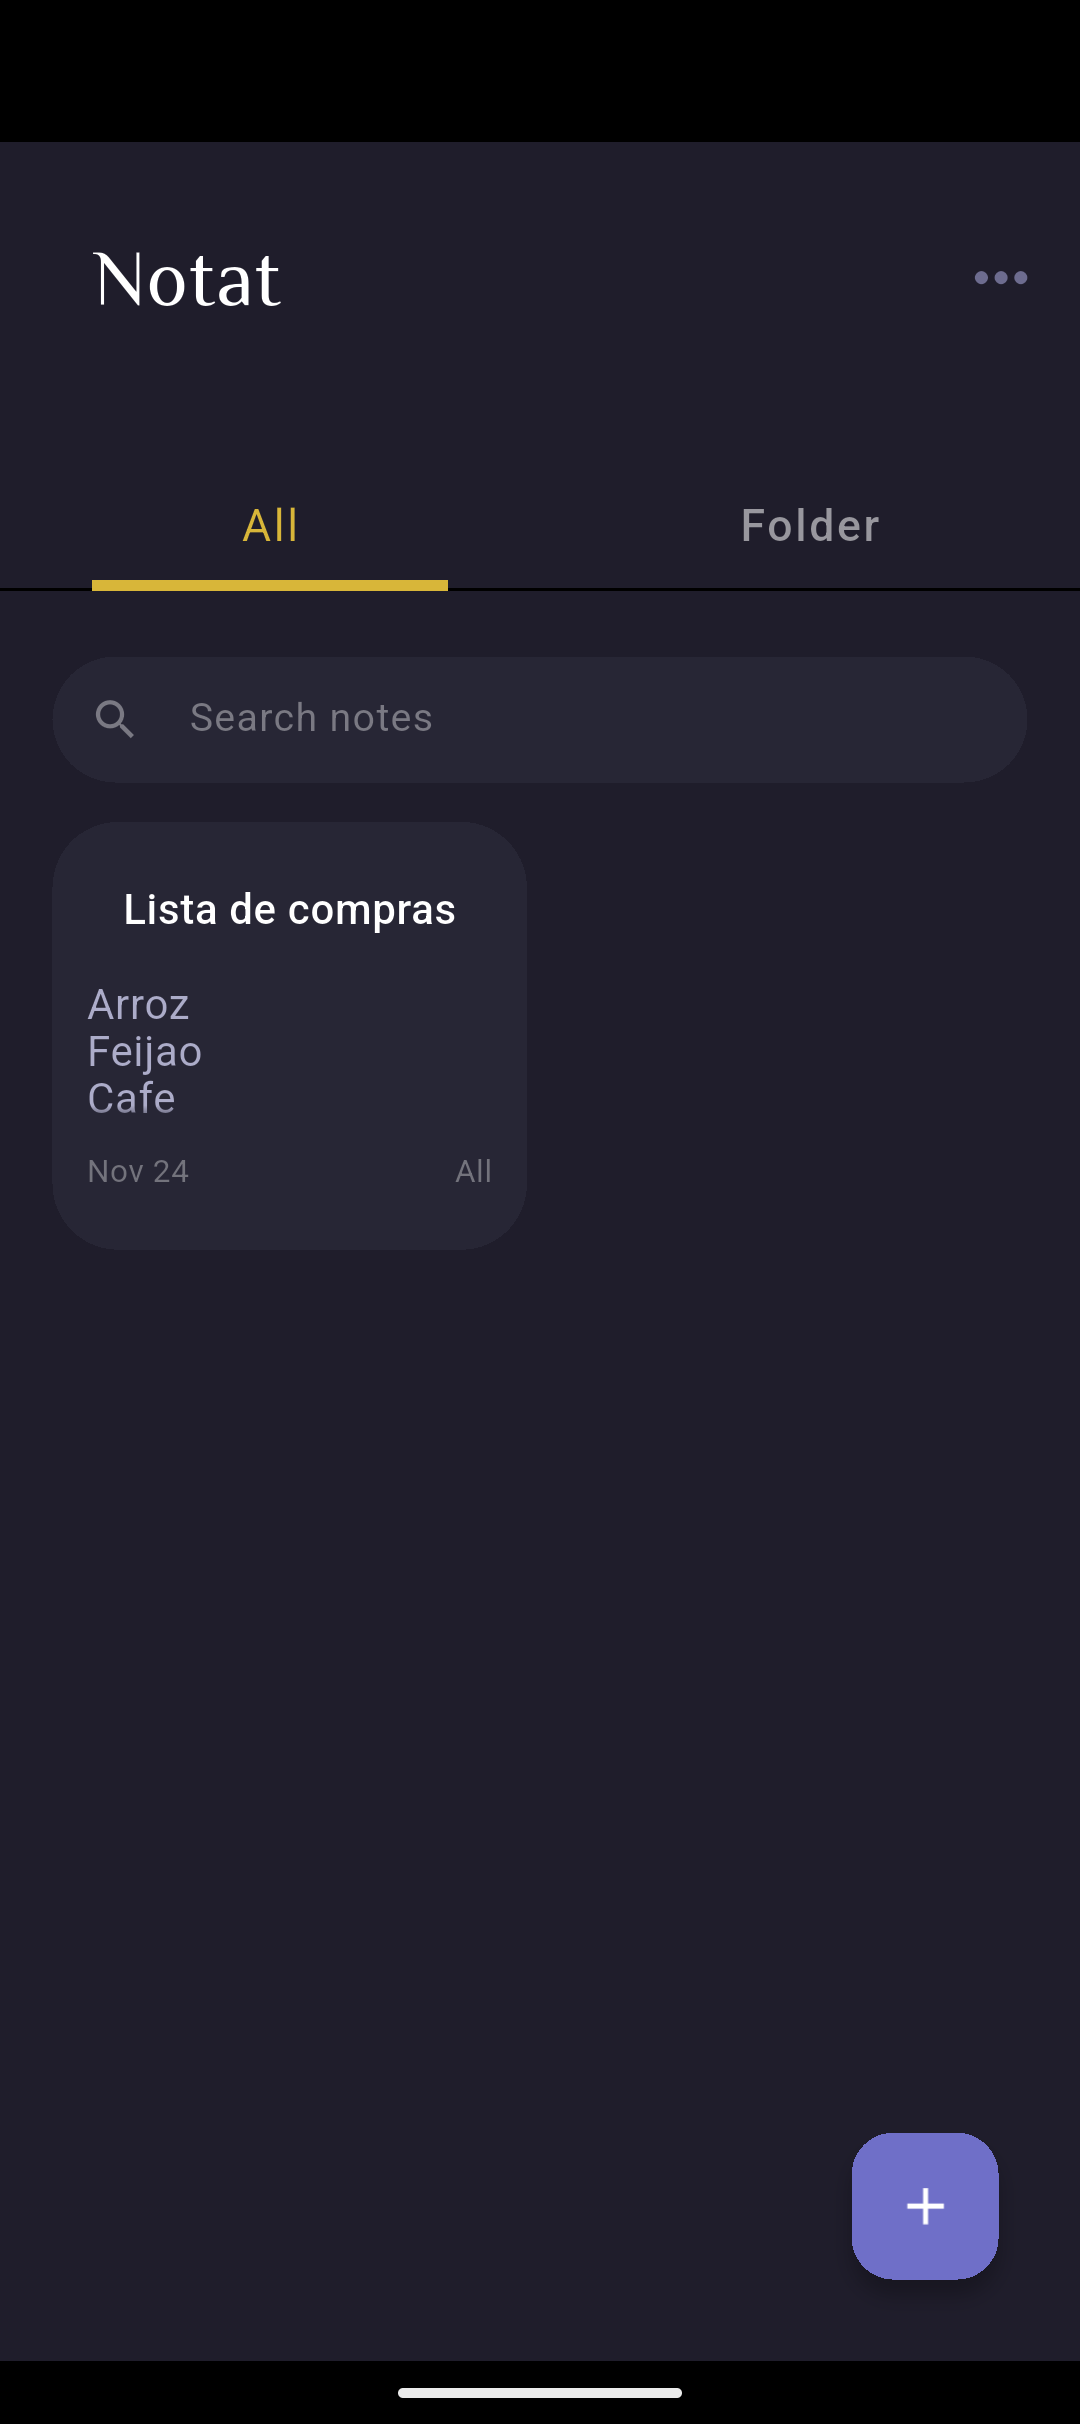 Notat
All
Folder
Search notes
Lista de compras
Arroz
Feijao
Cafe
Nov 24
All